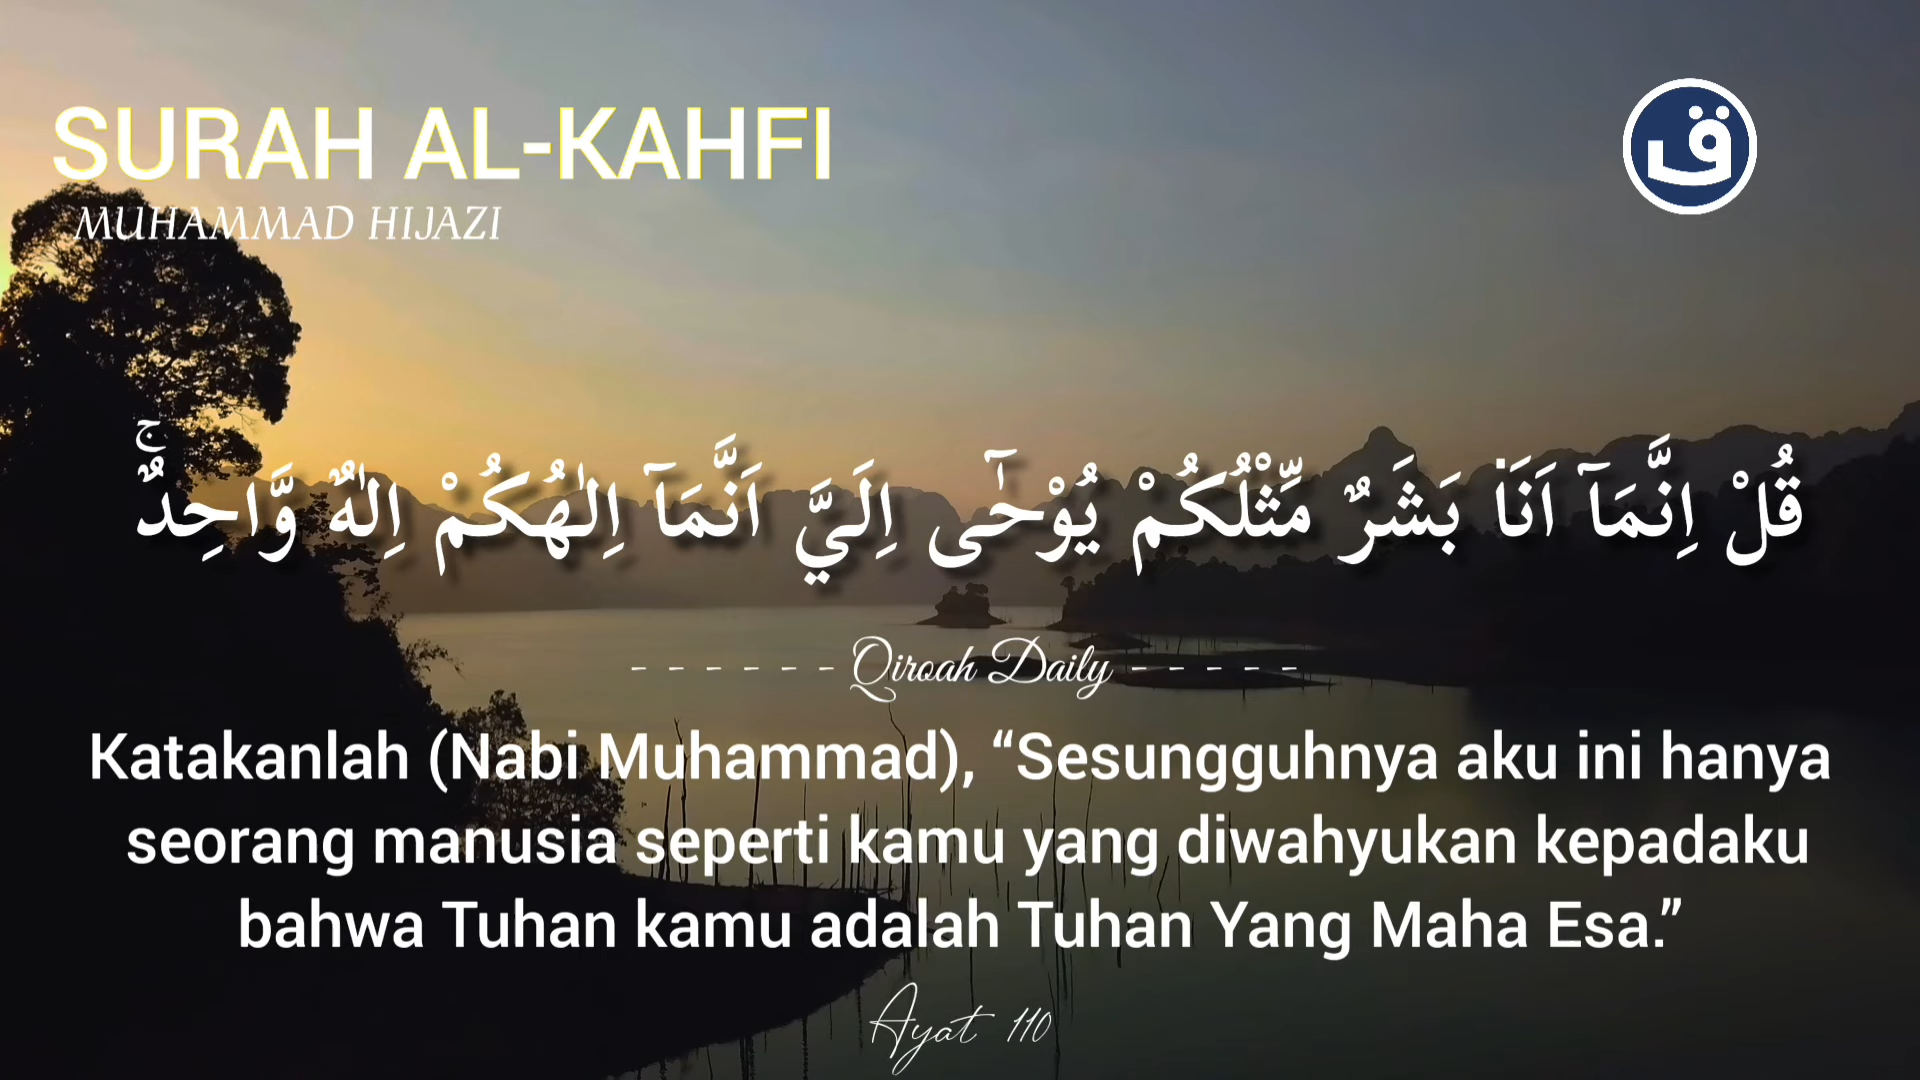 SURAH AL-KAHFI
MUHAMMAD HIJAZI
ق
قُلْ اِنَّمَآ اَنَا۠ بَشَرٌ مِّثْلُكُمْ يُوْحٰٓى اِلَيَّ اَنَّمَآ اِلٰهُكُمْ اِلٰهٌ وَّاحِدٌۚ
- - - - - - Qiroah Daily - - - - -
Katakanlah (Nabi Muhammad), “Sesungguhnya aku ini hanya
seorang manusia seperti kamu yang diwahyukan kepadaku
bahwa Tuhan kamu adalah Tuhan Yang Maha Esa.”
Ayat 110